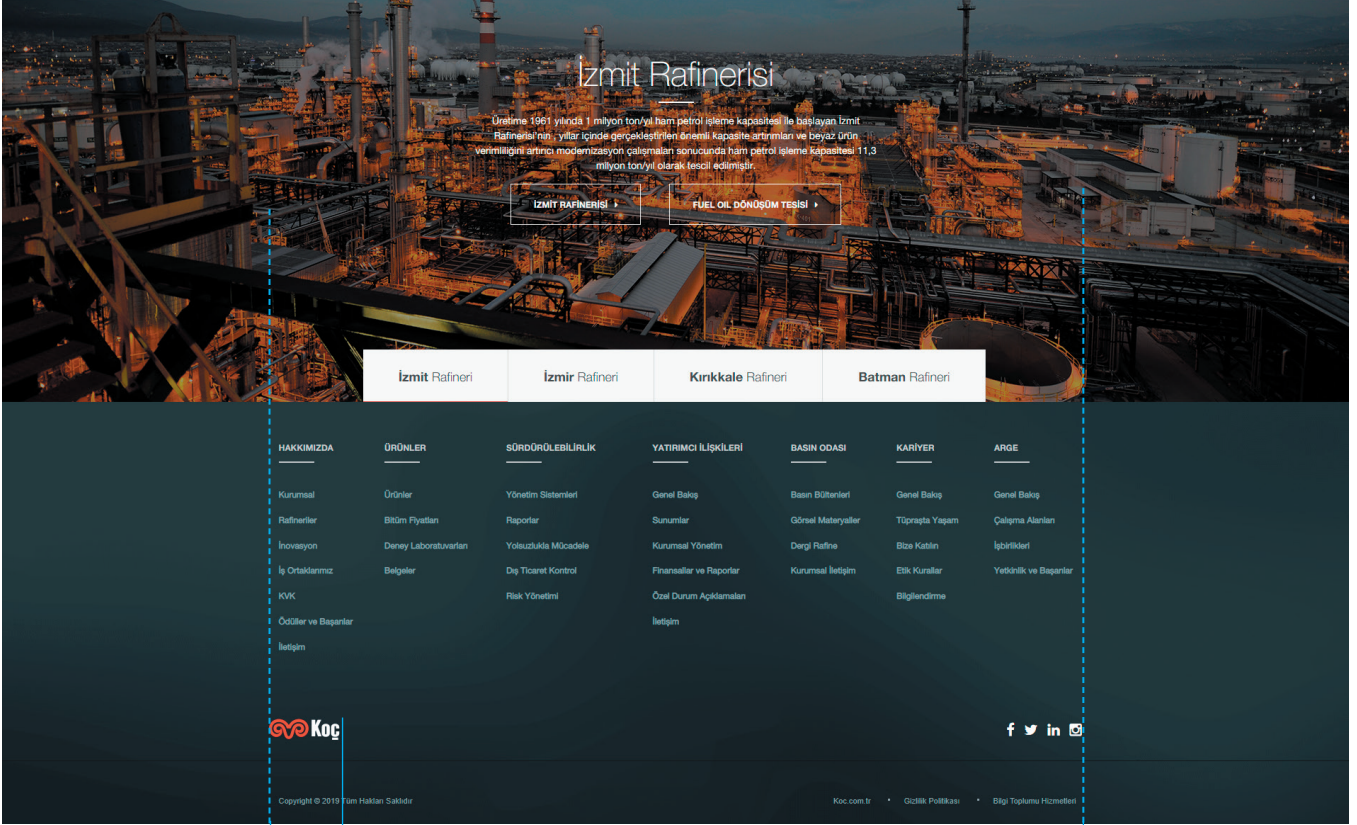 İzmit Rafinerisi
Üretime 1961 yılında 1 milyon ton/yıl ham petrol işleme kapasitesi ile başlayan İzmit
Rafinerisi'nin , yıllar içinde gerçekleştirilen önemli kapasite artırımları ve beyaz ürün
verimliliğini artırıcı modernizasyon çalışmaları sonucunda ham petrol işleme kapasitesi 11,3
milyon ton/yıl olarak tescil edilmiştir.
İZMİT RAFİNERİSİ
FUEL OIL DÖNÜŞÜM TESİSİ
İzmit Rafineri
İzmir Rafineri
Kırıkkale Rafineri
Batman Rafineri
HAKKIMIZDA
Kurumsal
Rafineriler
İnovasyon
İş Ortaklarımız
KVK
Ödüller ve Başarılar
İletişim
ÜRÜNLER
Ürünler
Bitüm Fiyatları
Deney Laboratuvarları
Belgeler
SÜRDÜRÜLEBİLİRLİK
Yönetim Sistemleri
Raporlar
Yolsuzlukla Mücadele
Dış Ticaret Kontrol
Risk Yönetimi
YATIRIMCI İLİŞKİLERİ
Genel Bakış
Sunumlar
Kurumsal Yönetim
Finansallar ve Raporlar
Özel Durum Açıklamaları
İletişim
BASIN ODASI
Basın Bültenleri
Görsel Materyaller
Dergi Rafine
Kurumsal İletişim
KARİYER
Genel Bakış
Tüpraşta Yaşam
Bize Katılın
Etik Kurallar
Bilgilendirme
ARGE
Genel Bakış
Çalışma Alanları
İşbirlikleri
Yetkinlik ve Başarılar
Koç
Copyright © 2019 Tüm Hakları Saklıdır
Koc.com.tr • Gizlilik Politikası • Bilgi Toplumu Hizmetleri